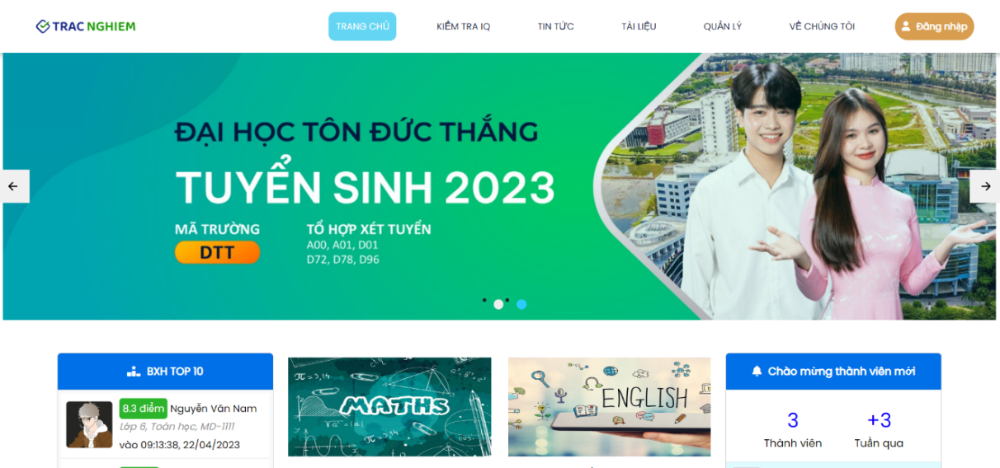 TRAC NGHIEM
TRANG CHỦ
KIỂM TRA IQ
TIN TỨC
TÀI LIỆU
QUẢN LÝ
VỀ CHÚNG TÔI
Đăng nhập
ĐẠI HỌC TÔN ĐỨC THẮNG
TUYỂN SINH 2023
MÃ TRƯỜNG
DTT
TỔ HỢP XÉT TUYỂN
A00, A01, D01
D72, D78, D96
BXH TOP 10
8.3 điểm Nguyễn Văn Nam
Lớp 6, Toán học, MD-1111
vào 09:13:38, 22/04/2023
MATHS
ENGLISH
Chào mừng thành viên mới
3
Thành viên
+3
Tuần qua